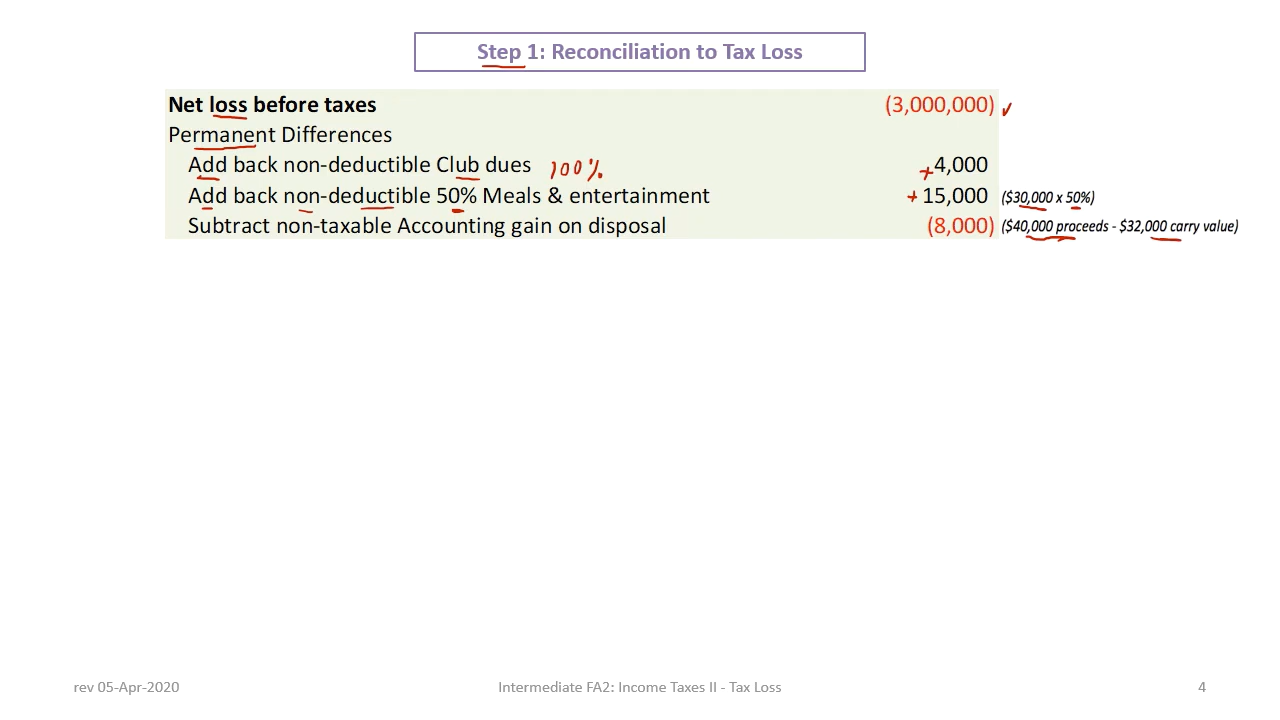 Step 1: Reconciliation to Tax Loss
Net loss before taxes (3,000,000) ✓
Permanent Differences
Add back non-deductible Club dues 100% +4,000
Add back non-deductible 50% Meals & entertainment + 15,000 ($30,000 x 50%)
Subtract non-taxable Accounting gain on disposal (8,000) ($40,000 proceeds - $32,000 carry value)
rev 05-Apr-2020 Intermediate FA2: Income Taxes II - Tax Loss 4